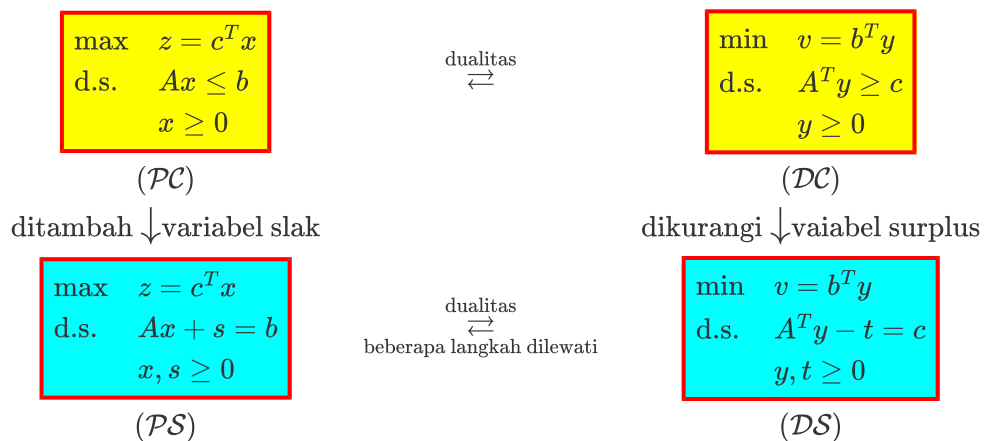 max z = c^T x
d.s. Ax ≤ b
x ≥ 0
(PC)
dualitas
⇄
min v = b^T y
d.s. A^T y ≥ c
y ≥ 0
(DC)
ditambah ↓ variabel slak
dikurangi ↓ vaiabel surplus
max z = c^T x
d.s. Ax + s = b
x, s ≥ 0
(PS)
dualitas
⇄
beberapa langkah dilewati
min v = b^T y
d.s. A^T y − t = c
y, t ≥ 0
(DS)